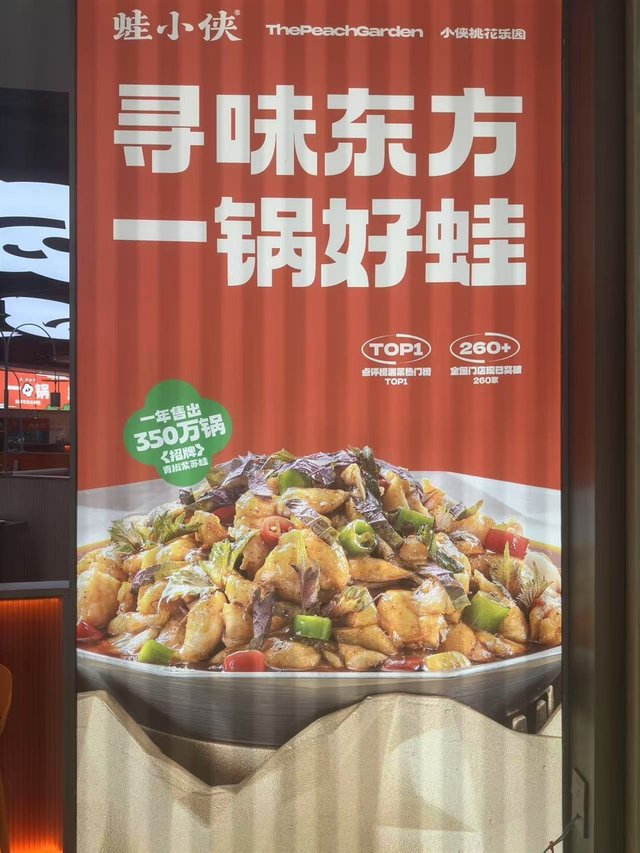 蛙小侠® ThePeachGarden 小侠桃花乐园
寻味东方
一锅好蛙
TOP1 260+
点评榜湘菜热门榜 全国门店现已突破
TOP1 260家
一年售出
350万锅
《招牌》
青椒紫苏蛙
锅